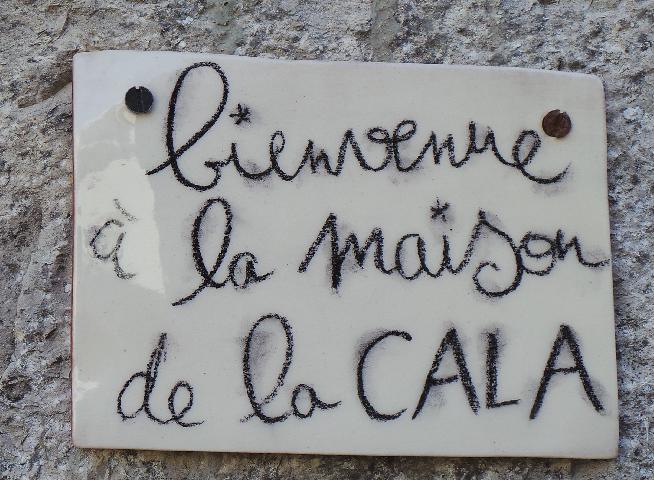 bienvenue
à la maison
de la CALA